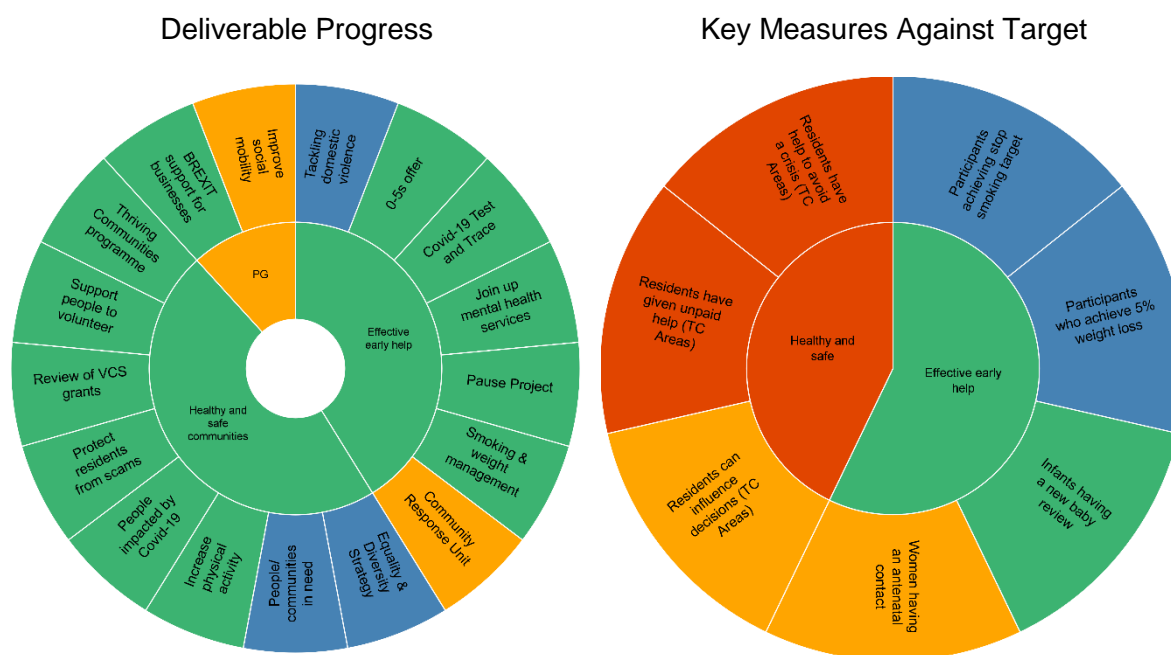 Deliverable Progress
Tackling
domestic
violence
0-5s offer
Covid-19 Test
and Trace
Join up
mental health
services
Pause Project
Smoking &
weight
management
Community
Response Unit
Equality &
Diversity
Strategy
People/
communities
in need
Increase
physical
activity
People
impacted by
Covid-19
Protect
residents
from scams
Review of VCS
grants
Support
people to
volunteer
Thriving
Communities
programme
BREXIT
support for
businesses
Improve
social
mobility
PG
Effective
early help
Healthy and
safe
communities
Key Measures Against Target
Participants
achieving stop
smoking target
Participants
who achieve 5%
weight loss
Infants having
a new baby
review
Women having
an antenatal
contact
Residents can
influence
decisions (TC
Areas)
Residents have
given unpaid
help (TC
Areas)
Residents have
help to avoid
a crisis (TC
Areas)
Healthy and
safe
Effective early
help